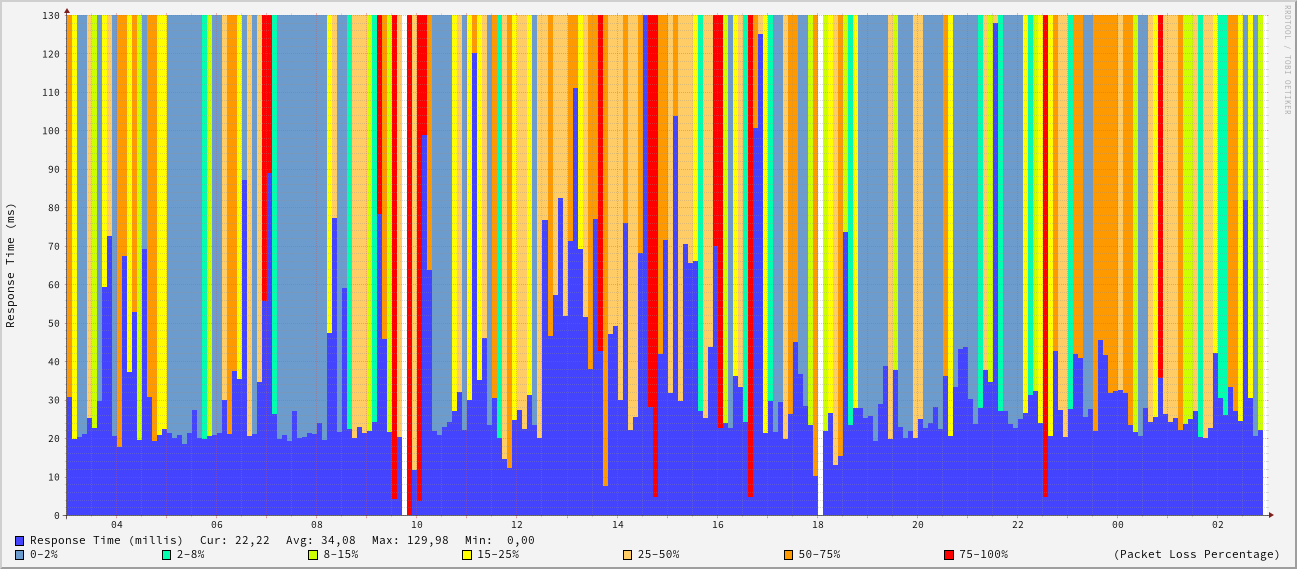 RRDTOOL / TOBI OETIKER
Response Time (ms)
130
120
110
100
90
80
70
60
50
40
30
20
10
0
04 06 08 10 12 14 16 18 20 22 00 02
Response Time (millis) Cur: 22,22 Avg: 34,08 Max: 129,98 Min: 0,00
0-2% 2-8% 8-15% 15-25% 25-50% 50-75% 75-100% (Packet Loss Percentage)